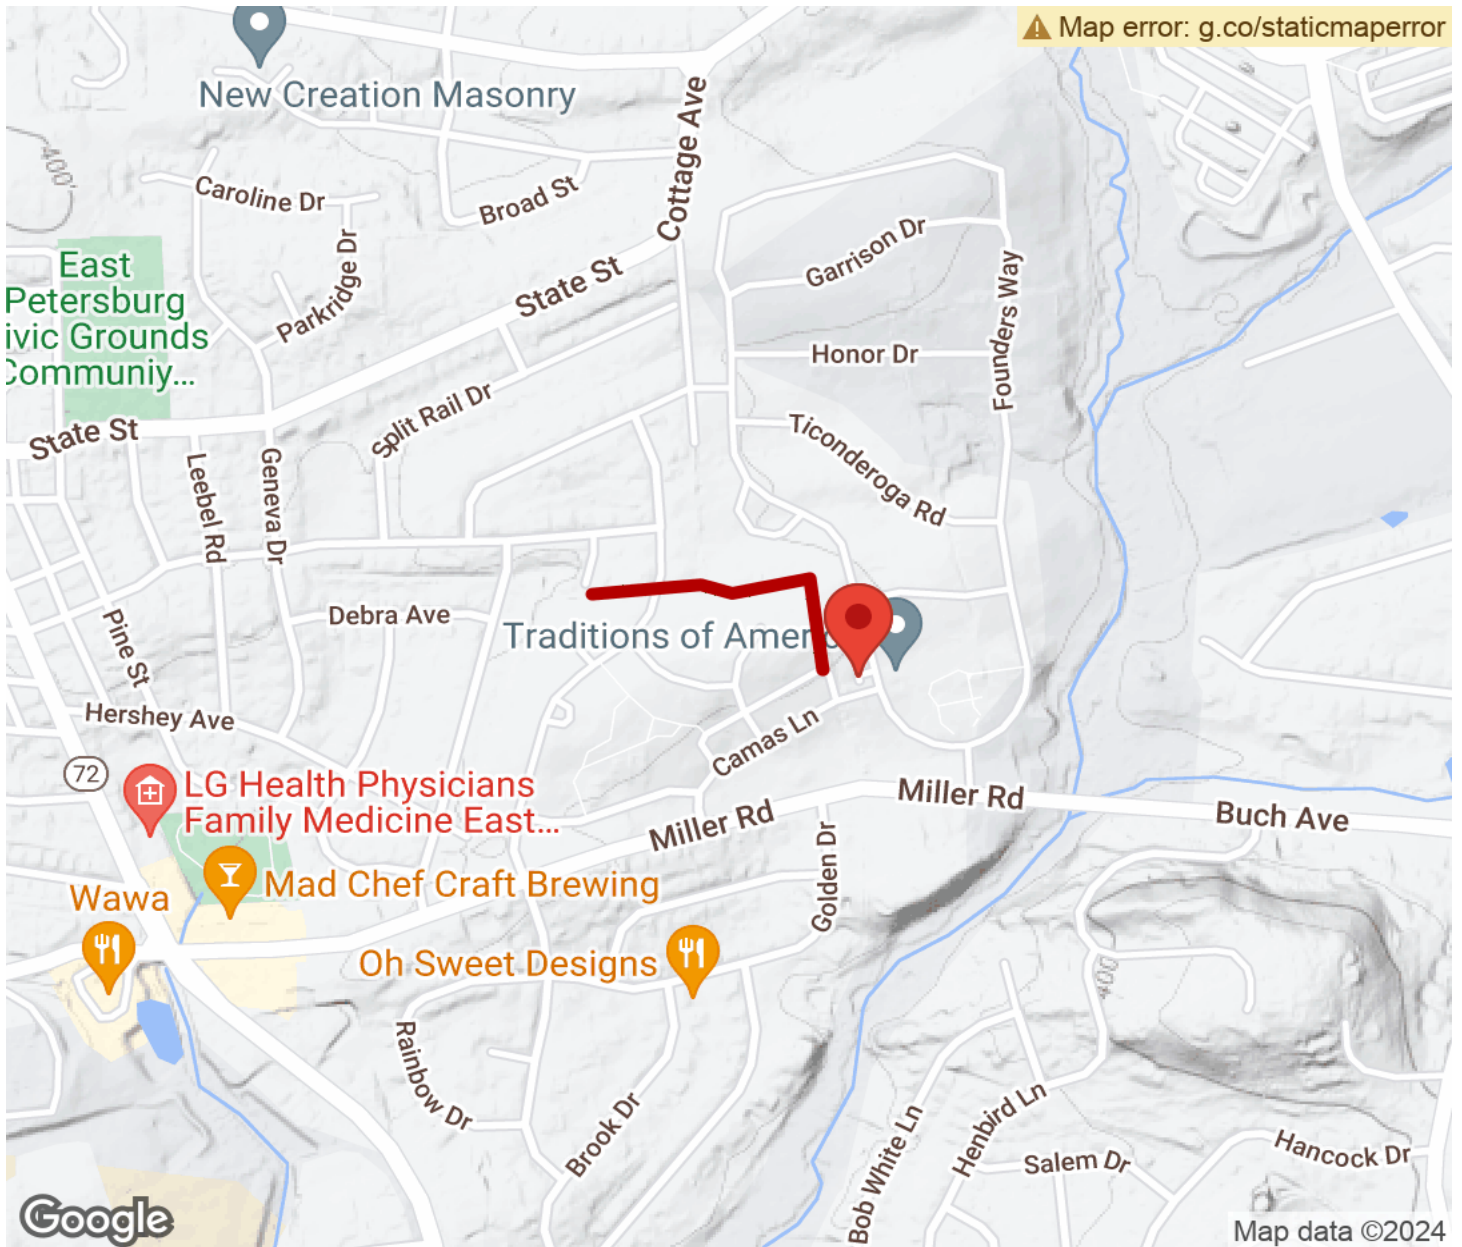 Map error: g.co/staticmaperror
New Creation Masonry
Cottage Ave
400'
Caroline Dr
Broad St
Parkridge Dr
Garrison Dr
East
Petersburg
ivic Grounds
Communiy...
State St
Founders Way
Honor Dr
Split Rail Dr
State St
Ticonderoga Rd
Leebel Rd
Geneva Dr
Debra Ave
Pine St
Traditions of Americ
Hershey Ave
Camas Ln
72
LG Health Physicians
Family Medicine East...
Miller Rd
Miller Rd
Buch Ave
Golden Dr
Mad Chef Craft Brewing
Wawa
Oh Sweet Designs
Rainbow Dr
Brook Dr
Bob White Ln
Henbird Ln
Salem Dr
Hancock Dr
Google
Map data ©2024